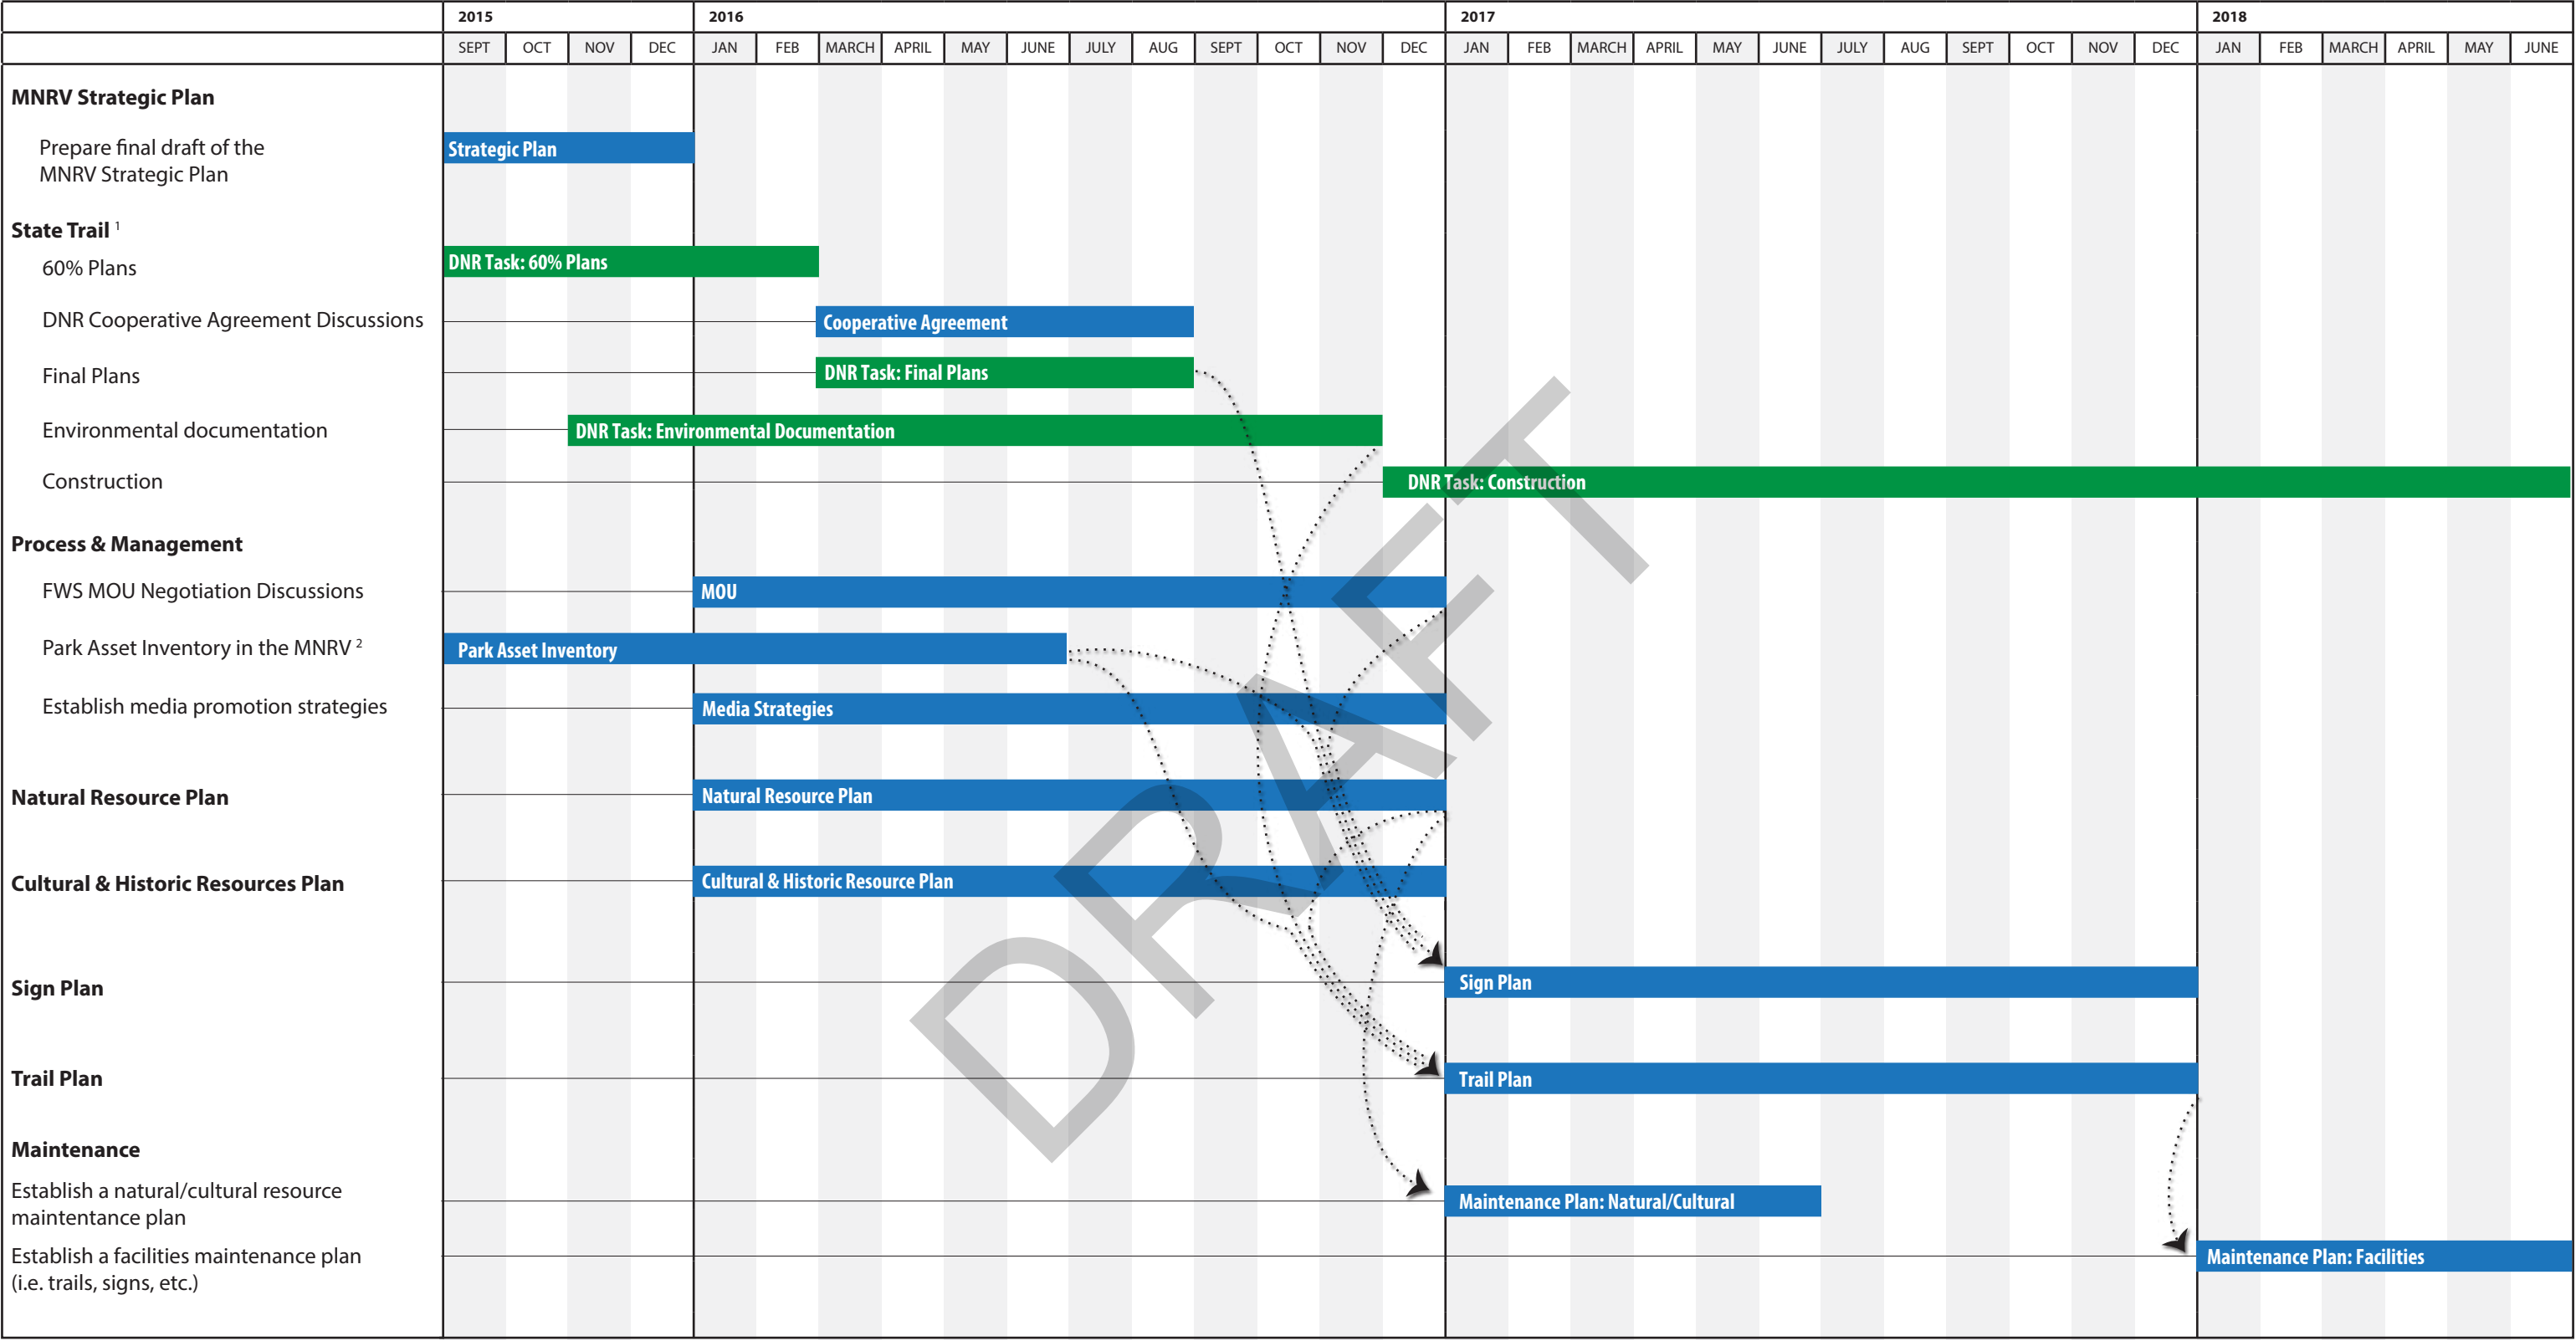 2015 2016 2017 2018
SEPT OCT NOV DEC JAN FEB MARCH APRIL MAY JUNE JULY AUG SEPT OCT NOV DEC JAN FEB MARCH APRIL MAY JUNE JULY AUG SEPT OCT NOV DEC JAN FEB MARCH APRIL MAY JUNE
MNRV Strategic Plan
Prepare final draft of the
MNRV Strategic Plan
Strategic Plan
State Trail 1
60% Plans
DNR Task: 60% Plans
DNR Cooperative Agreement Discussions
Cooperative Agreement
Final Plans
DNR Task: Final Plans
Environmental documentation
DNR Task: Environmental Documentation
Construction
DNR Task: Construction
Process & Management
FWS MOU Negotiation Discussions
MOU
Park Asset Inventory in the MNRV 2
Park Asset Inventory
Establish media promotion strategies
Media Strategies
Natural Resource Plan
Natural Resource Plan
Cultural & Historic Resources Plan
Cultural & Historic Resource Plan
Sign Plan
Sign Plan
Trail Plan
Trail Plan
Maintenance
Establish a natural/cultural resource
maintentance plan
Maintenance Plan: Natural/Cultural
Establish a facilities maintenance plan
(i.e. trails, signs, etc.)
Maintenance Plan: Facilities
DRAFT